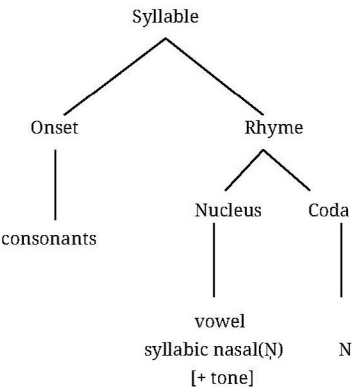 Syllable
Onset Rhyme
Nucleus Coda
consonants
vowel
syllabic nasal(N̩) N
[+ tone]